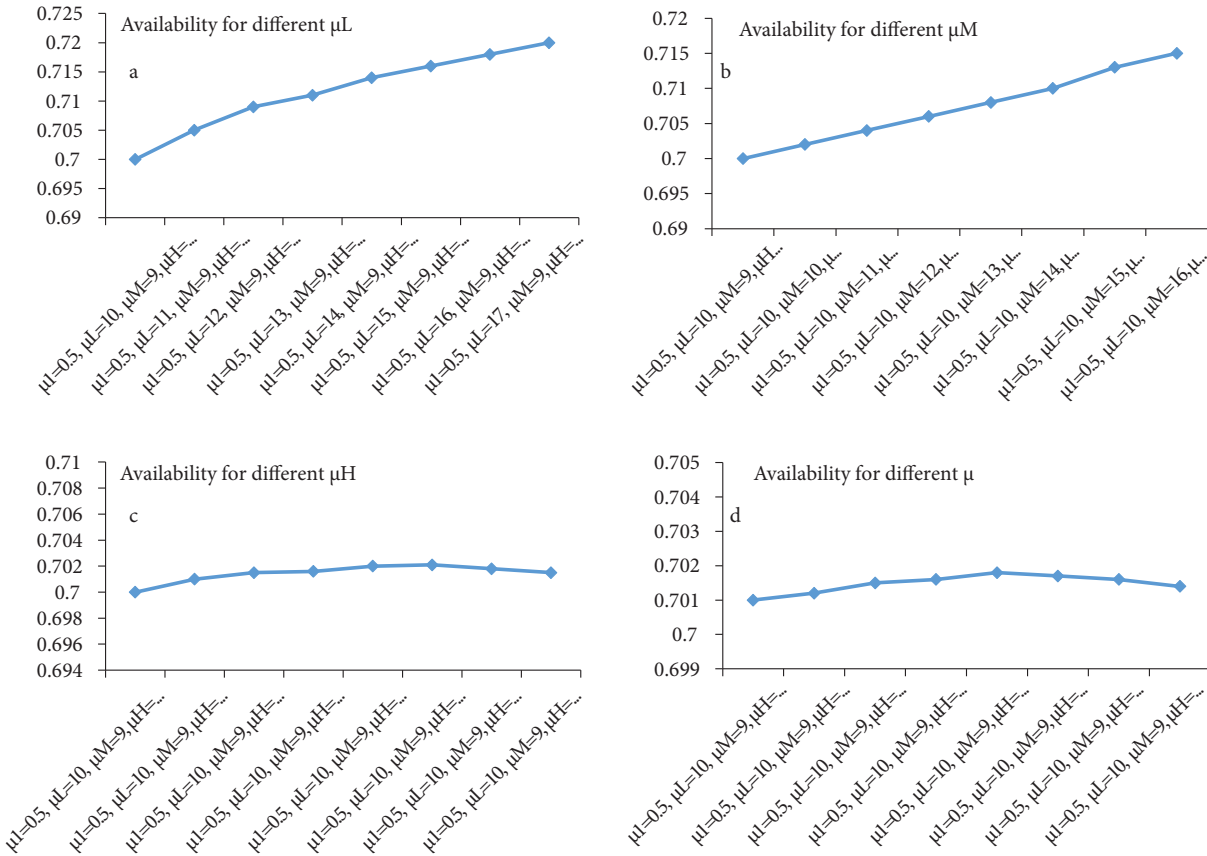 Availability for different µL
a
0.725
0.72
0.715
0.71
0.705
0.7
0.695
0.69
µ1=0.5, µL=10, µM=9, µH=...
µ1=0.5, µL=11, µM=9, µH=...
µ1=0.5, µL=12, µM=9, µH=...
µ1=0.5, µL=13, µM=9, µH=...
µ1=0.5, µL=14, µM=9, µH=...
µ1=0.5, µL=15, µM=9, µH=...
µ1=0.5, µL=16, µM=9, µH=...
µ1=0.5, µL=17, µM=9, µH=...
Availability for different µM
b
0.72
0.715
0.71
0.705
0.7
0.695
0.69
µ1=0.5, µL=10, µM=9, µH...
µ1=0.5, µL=10, µM=10, µ...
µ1=0.5, µL=10, µM=11, µ...
µ1=0.5, µL=10, µM=12, µ...
µ1=0.5, µL=10, µM=13, µ...
µ1=0.5, µL=10, µM=14, µ...
µ1=0.5, µL=10, µM=15, µ...
µ1=0.5, µL=10, µM=16, µ...
Availability for different µH
c
0.71
0.708
0.706
0.704
0.702
0.7
0.698
0.696
0.694
µ1=0.5, µL=10, µM=9, µH=...
µ1=0.5, µL=10, µM=9, µH=...
µ1=0.5, µL=10, µM=9, µH=...
µ1=0.5, µL=10, µM=9, µH=...
µ1=0.5, µL=10, µM=9, µH=...
µ1=0.5, µL=10, µM=9, µH=...
µ1=0.5, µL=10, µM=9, µH=...
µ1=0.5, µL=10, µM=9, µH=...
Availability for different µ
d
0.705
0.704
0.703
0.702
0.701
0.7
0.699
µ1=0.5, µL=10, µM=9, µH=...
µ1=0.5, µL=10, µM=9, µH=...
µ1=0.5, µL=10, µM=9, µH=...
µ1=0.5, µL=10, µM=9, µH=...
µ1=0.5, µL=10, µM=9, µH=...
µ1=0.5, µL=10, µM=9, µH=...
µ1=0.5, µL=10, µM=9, µH=...
µ1=0.5, µL=10, µM=9, µH=...